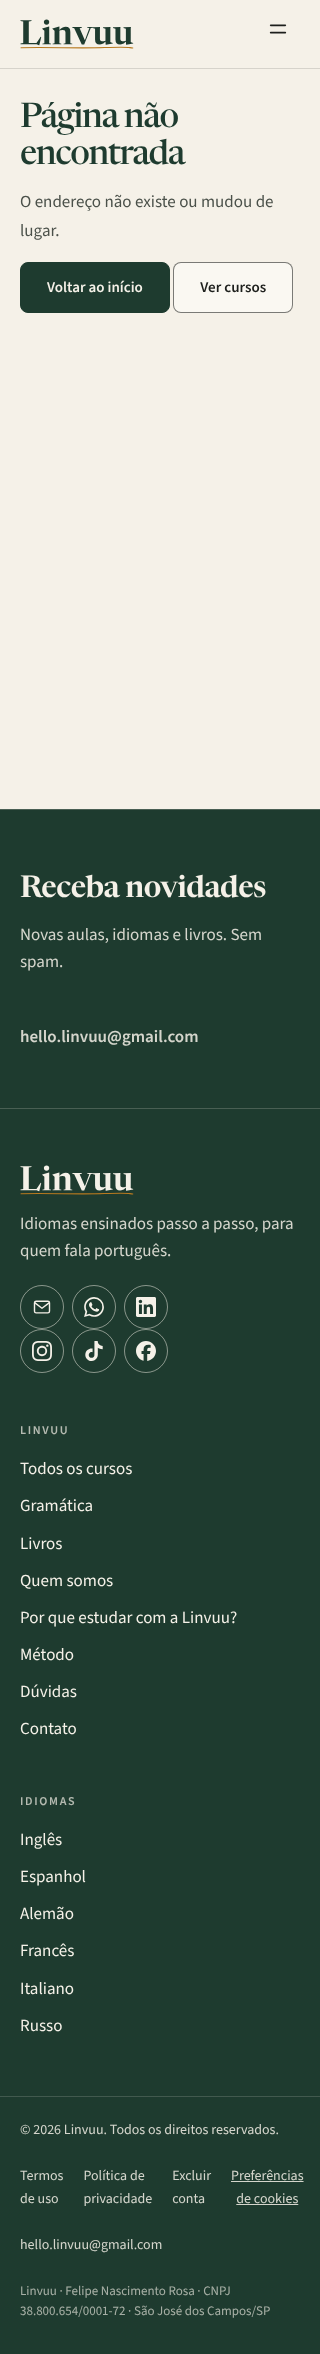 Linvuu
Página não
encontrada
O endereço não existe ou mudou de
lugar.
Voltar ao início
Ver cursos
Receba novidades
Novas aulas, idiomas e livros. Sem
spam.
hello.linvuu@gmail.com
Linvuu
Idiomas ensinados passo a passo, para
quem fala português.
LINVUU
Todos os cursos
Gramática
Livros
Quem somos
Por que estudar com a Linvuu?
Método
Dúvidas
Contato
IDIOMAS
Inglês
Espanhol
Alemão
Francês
Italiano
Russo
© 2026 Linvuu. Todos os direitos reservados.
Termos
de uso
Política de
privacidade
Excluir
conta
Preferências
de cookies
hello.linvuu@gmail.com
Linvuu · Felipe Nascimento Rosa · CNPJ
38.800.654/0001-72 · São José dos Campos/SP